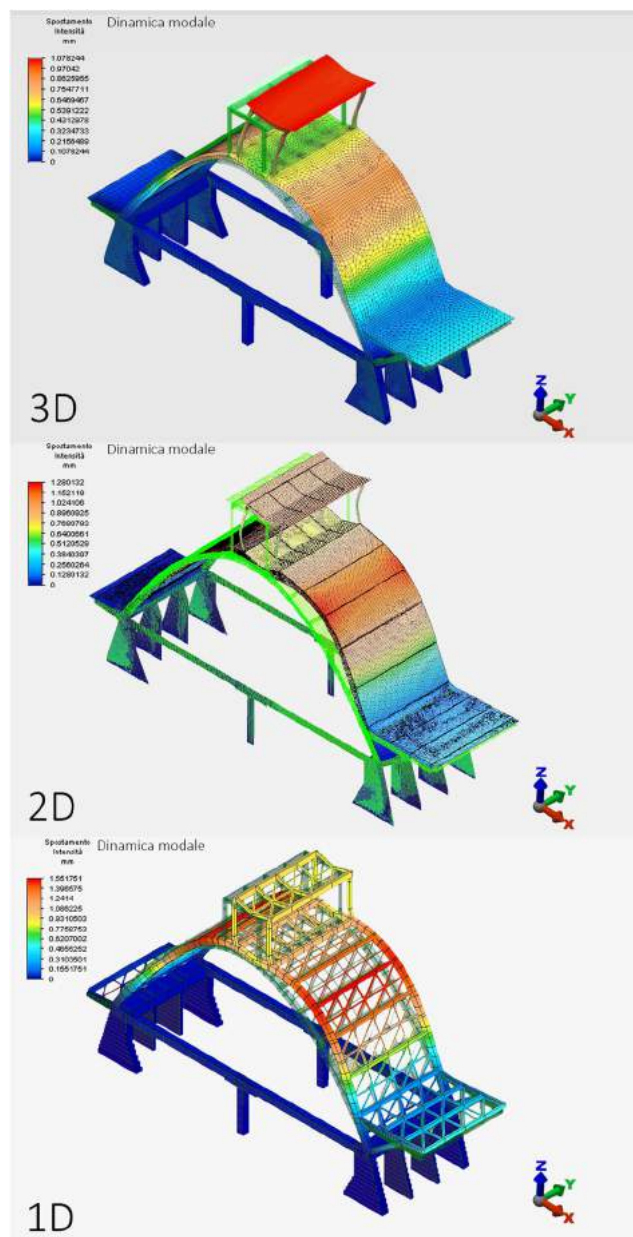 Spostamento
Intensità
mm
Dinamica modale
1.078244
0.97042
0.8625955
0.7547711
0.6469467
0.5391222
0.4312978
0.3234733
0.2156489
0.1078244
0
3D
Z
Y
X
Spostamento
Intensità
mm
Dinamica modale
1.280132
1.152119
1.024106
0.8960925
0.7680793
0.6400661
0.5120529
0.3840397
0.2560264
0.1280132
0
2D
Z
Y
X
Spostamento
Intensità
mm
Dinamica modale
1.551751
1.396575
1.2414
1.086225
0.9310503
0.7758753
0.6207002
0.4655252
0.3103501
0.1551751
0
1D
Z
Y
X